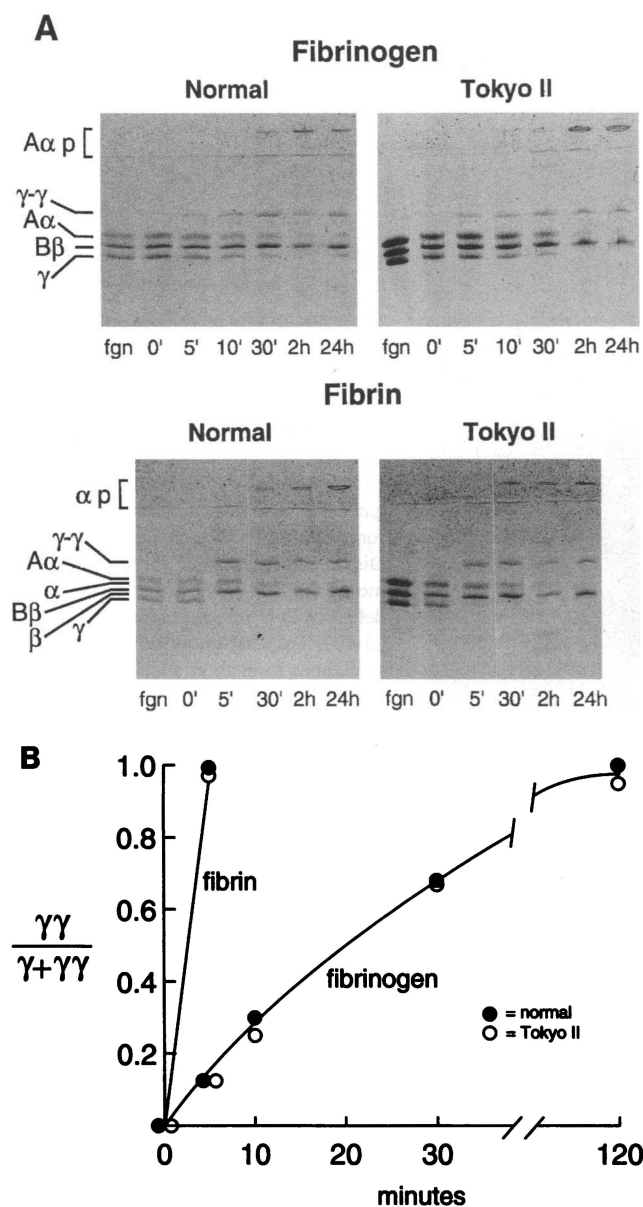 A
Fibrinogen
Normal
Tokyo II
Aα p
γ-γ
Aα
Bβ
γ
fgn 0' 5' 10' 30' 2h 24h
fgn 0' 5' 10' 30' 2h 24h
Fibrin
Normal
Tokyo II
α p
γ-γ
Aα
α
Bβ
β
γ
fgn 0' 5' 30' 2h 24h
fgn 0' 5' 30' 2h 24h
B
1.0
0.8
0.6
0.4
0.2
γγ
γ+γγ
fibrin
fibrinogen
● = normal
○ = Tokyo II
0 10 20 30 120
minutes